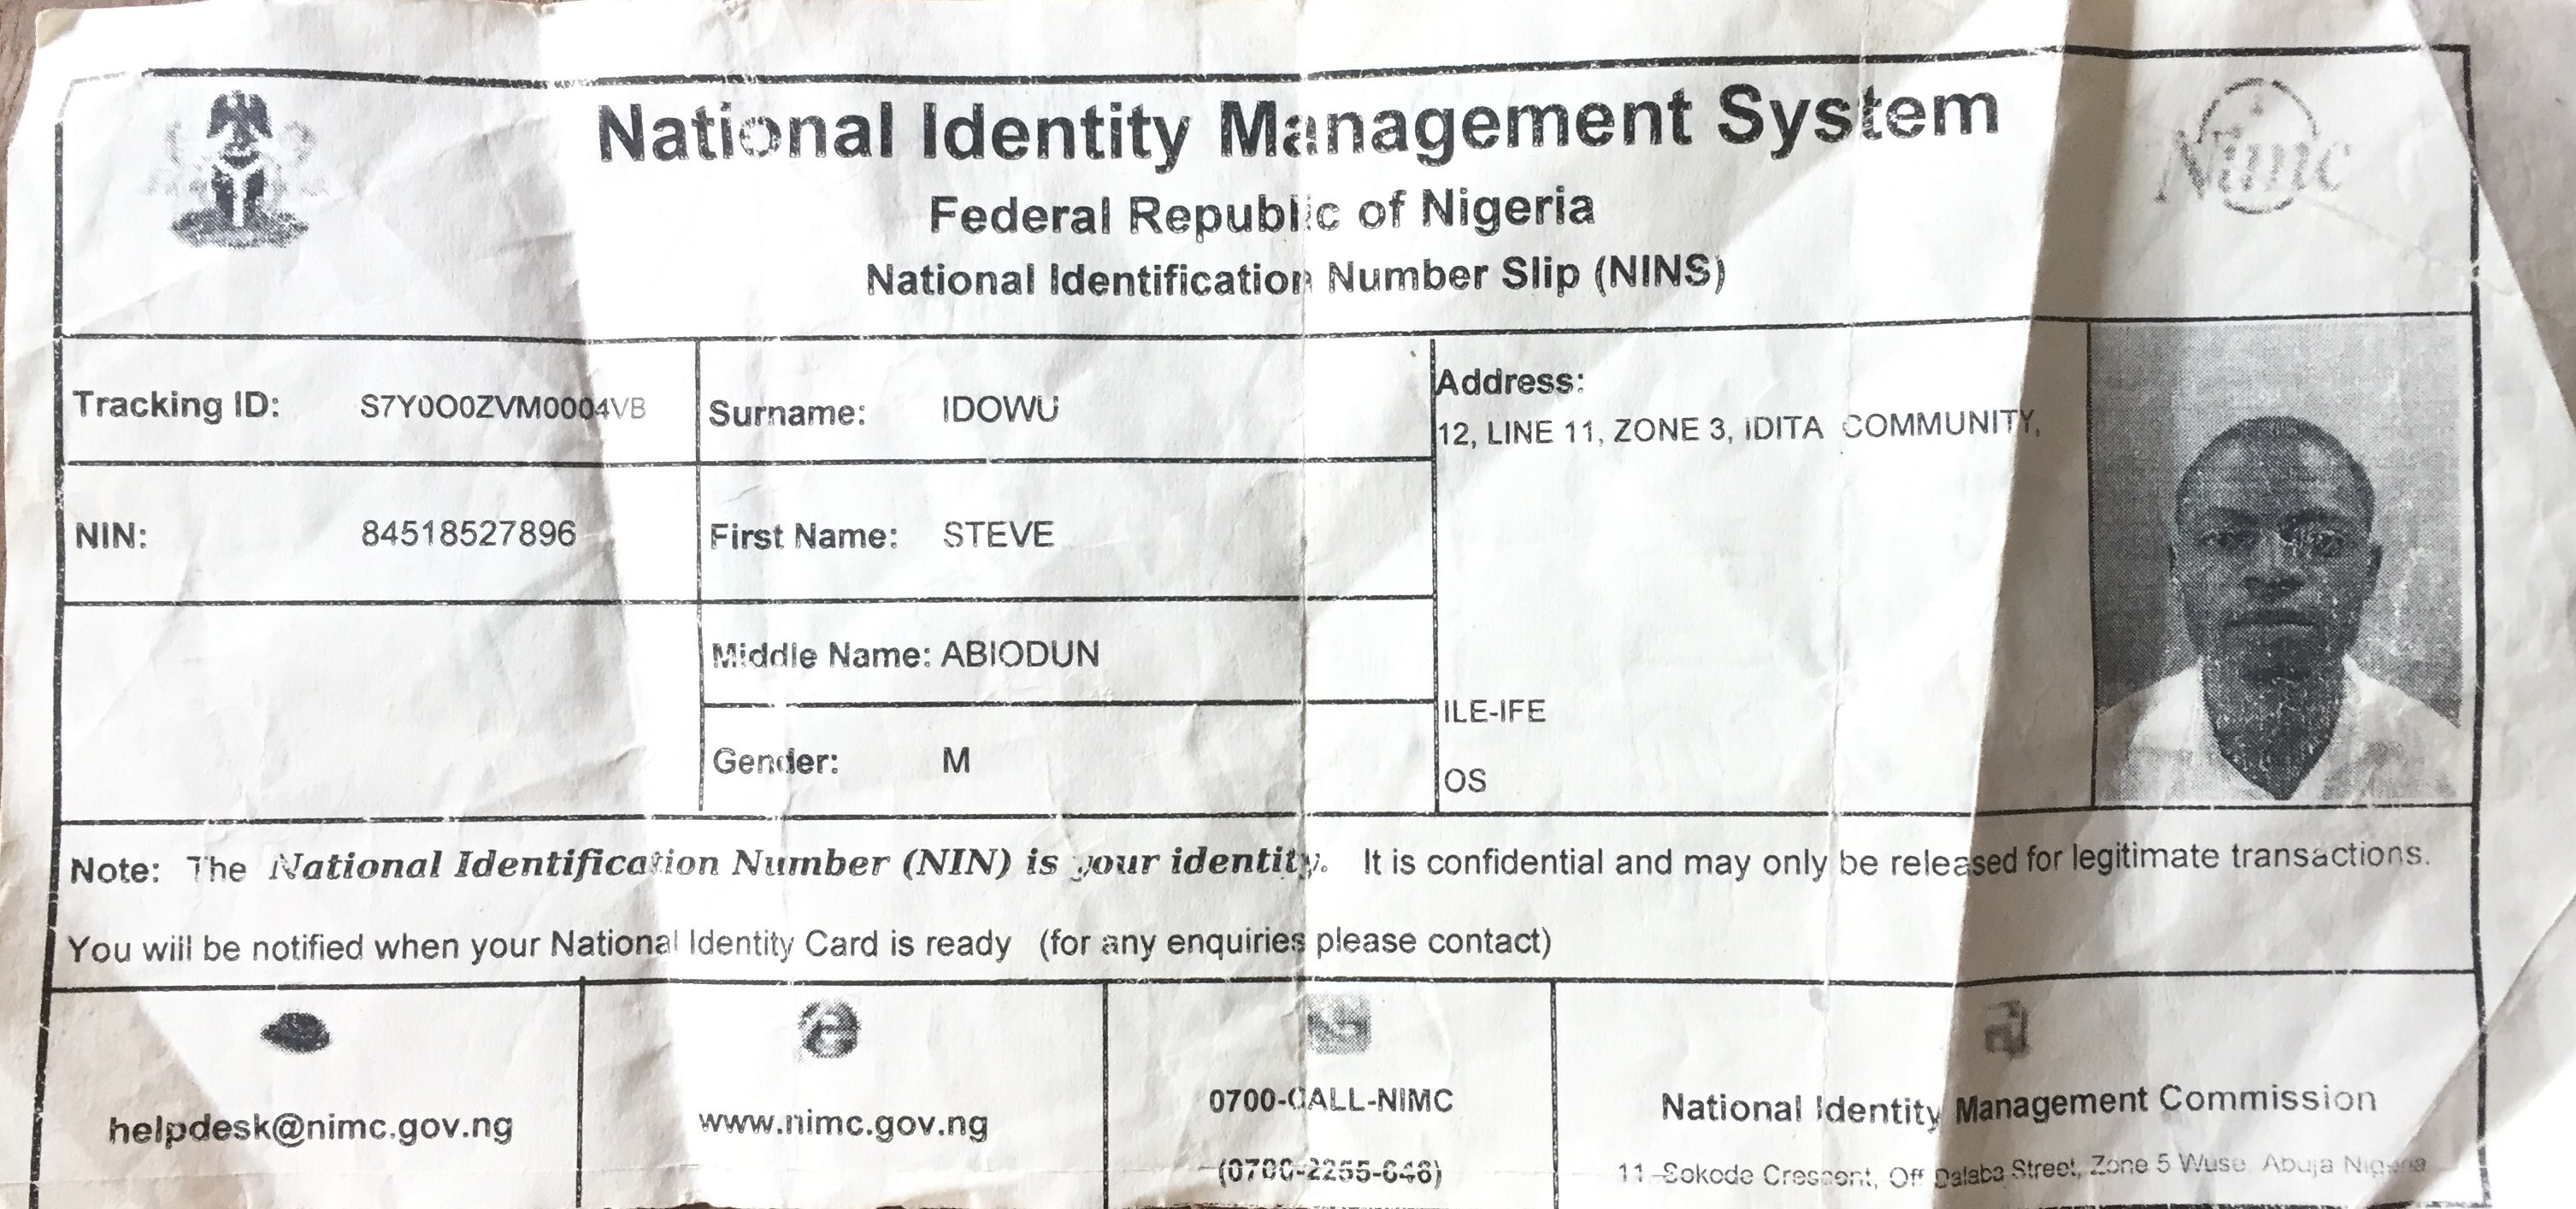 National Identity Management System
Federal Republic of Nigeria
National Identification Number Slip (NINS)
Nimc
Tracking ID: S7Y0O0ZVM0004VB
Surname: IDOWU
Address:
12, LINE 11, ZONE 3, IDITA COMMUNITY,
NIN: 84518527896
First Name: STEVE
Middle Name: ABIODUN
ILE-IFE
Gender: M
OS
Note: The National Identification Number (NIN) is your identity. It is confidential and may only be released for legitimate transactions.
You will be notified when your National Identity Card is ready (for any enquiries please contact)
helpdesk@nimc.gov.ng
www.nimc.gov.ng
0700-CALL-NIMC
(0700-2255-646)
National Identity Management Commission
11, Sokode Crescent, Off Dalaba Street, Zone 5 Wuse, Abuja Nigeria